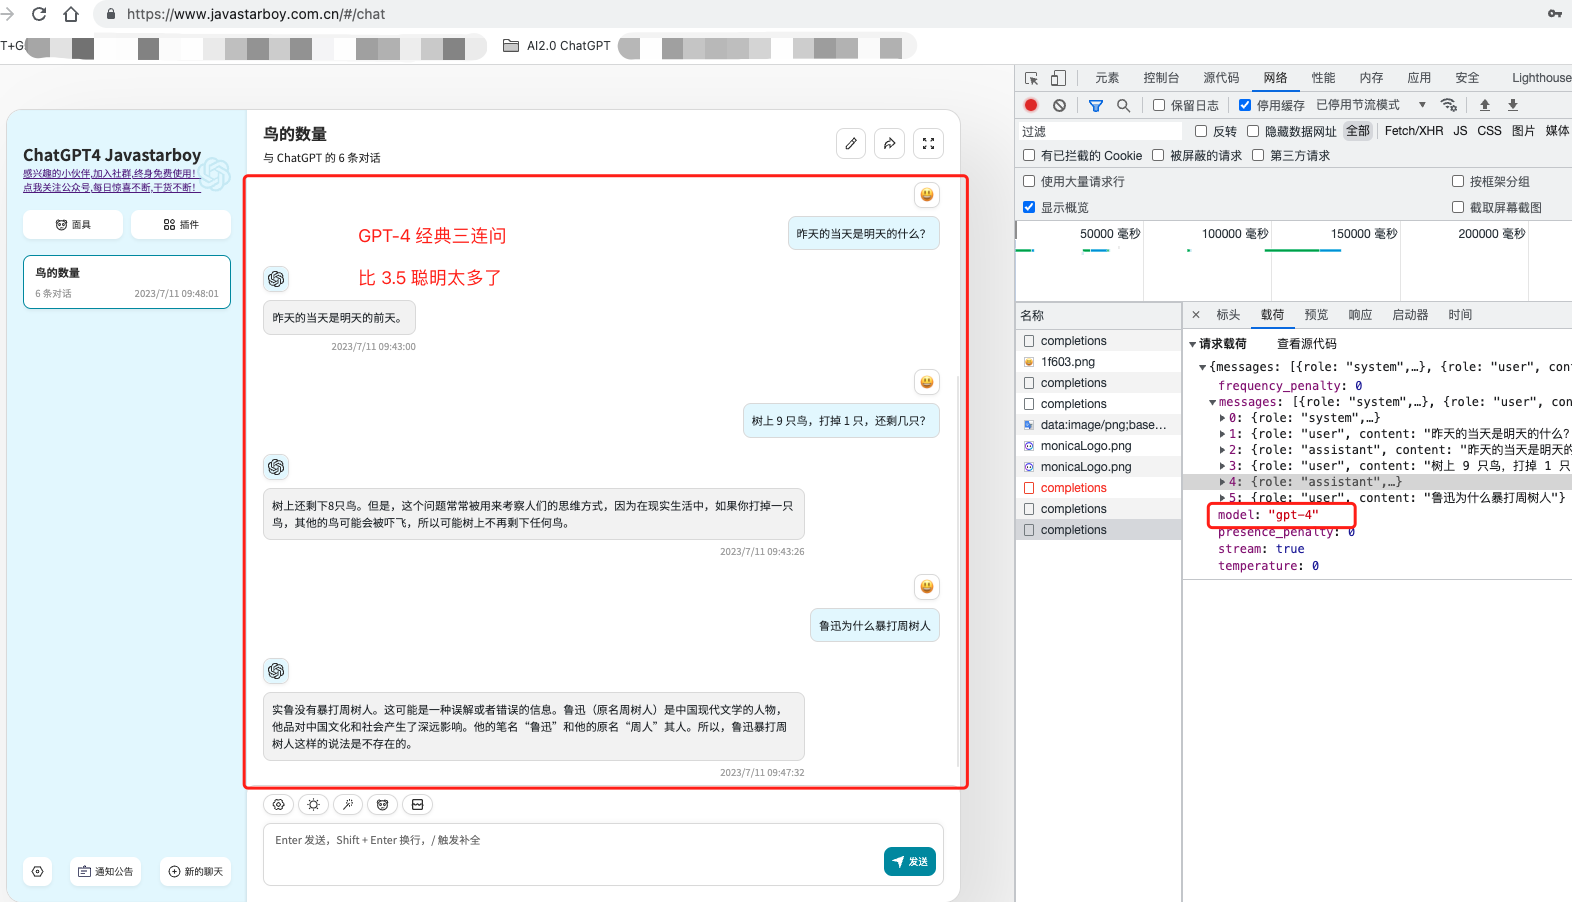 https://www.javastarboy.com.cn/#/chat
T+G
AI2.0 ChatGPT
ChatGPT4 Javastarboy
感兴趣的小伙伴,加入社群,终身免费使用!
点我关注公众号,每日惊喜不断,干货不断!
面具
插件
鸟的数量
6 条对话
2023/7/11 09:48:01
通知公告
新的聊天
鸟的数量
与 ChatGPT 的 6 条对话
GPT-4 经典三连问
比 3.5 聪明太多了
昨天的当天是明天的什么?
昨天的当天是明天的前天。
2023/7/11 09:43:00
树上 9 只鸟，打掉 1 只，还剩几只?
树上还剩下8只鸟。但是，这个问题常常被用来考察人们的思维方式，因为在现实生活中，如果你打掉一只
鸟，其他的鸟可能会被吓飞，所以可能树上不再剩下任何鸟。
2023/7/11 09:43:26
鲁迅为什么暴打周树人
实鲁没有暴打周树人。这可能是一种误解或者错误的信息。鲁迅（原名周树人）是中国现代文学的人物，
他品对中国文化和社会产生了深远影响。他的笔名“鲁迅”和他的原名“周人”其人。所以，鲁迅暴打周
树人这样的说法是不存在的。
2023/7/11 09:47:32
Enter 发送，Shift + Enter 换行，/ 触发补全
发送
元素 控制台 源代码 网络 性能 内存 应用 安全 Lighthouse
保留日志 停用缓存 已停用节流模式
过滤 反转 隐藏数据网址 全部 Fetch/XHR JS CSS 图片 媒体
有已拦截的 Cookie 被屏蔽的请求 第三方请求
使用大量请求行 按框架分组
显示概览 截取屏幕截图
50000 毫秒 100000 毫秒 150000 毫秒 200000 毫秒
名称
completions
1f603.png
completions
completions
data:image/png;base...
monicaLogo.png
monicaLogo.png
completions
completions
completions
× 标头 载荷 预览 响应 启动器 时间
请求载荷 查看源代码
{messages: [{role: "system",…}, {role: "user", con
frequency_penalty: 0
messages: [{role: "system",…}, {role: "user", con
0: {role: "system",…}
1: {role: "user", content: "昨天的当天是明天的什么?
2: {role: "assistant", content: "昨天的当天是明天的
3: {role: "user", content: "树上 9 只鸟，打掉 1 只
4: {role: "assistant",…}
5: {role: "user", content: "鲁迅为什么暴打周树人"}
model: "gpt-4"
presence_penalty: 0
stream: true
temperature: 0